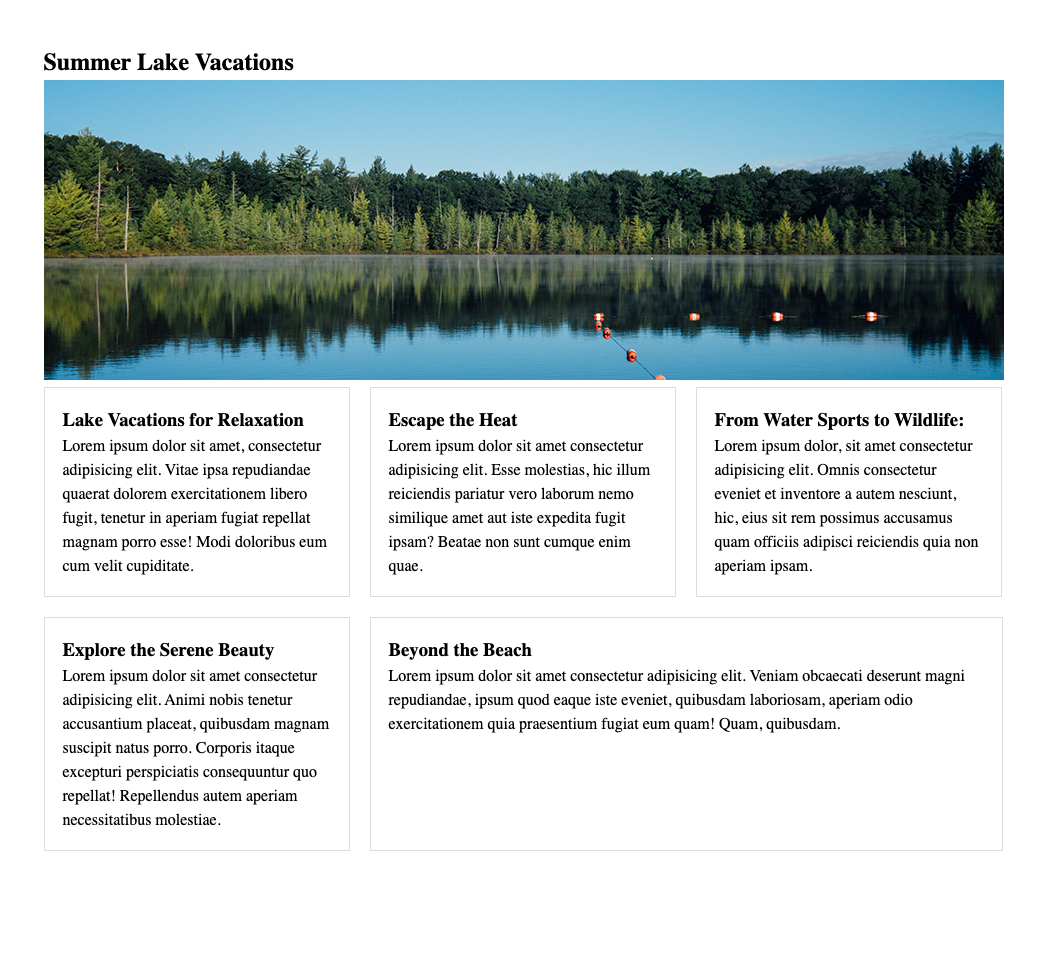 Summer Lake Vacations
Lake Vacations for Relaxation
Lorem ipsum dolor sit amet, consectetur
adipisicing elit. Vitae ipsa repudiandae
quaerat dolorem exercitationem libero
fugit, tenetur in aperiam fugiat repellat
magnam porro esse! Modi doloribus eum
cum velit cupiditate.
Escape the Heat
Lorem ipsum dolor sit amet consectetur
adipisicing elit. Esse molestias, hic illum
reiciendis pariatur vero laborum nemo
similique amet aut iste expedita fugit
ipsam? Beatae non sunt cumque enim
quae.
From Water Sports to Wildlife:
Lorem ipsum dolor, sit amet consectetur
adipisicing elit. Omnis consectetur
eveniet et inventore a autem nesciunt,
hic, eius sit rem possimus accusamus
quam officiis adipisci reiciendis quia non
aperiam ipsam.
Explore the Serene Beauty
Lorem ipsum dolor sit amet consectetur
adipisicing elit. Animi nobis tenetur
accusantium placeat, quibusdam magnam
suscipit natus porro. Corporis itaque
excepturi perspiciatis consequuntur quo
repellat! Repellendus autem aperiam
necessitatibus molestiae.
Beyond the Beach
Lorem ipsum dolor sit amet consectetur adipisicing elit. Veniam obcaecati deserunt magni
repudiandae, ipsum quod eaque iste eveniet, quibusdam laboriosam, aperiam odio
exercitationem quia praesentium fugiat eum quam! Quam, quibusdam.